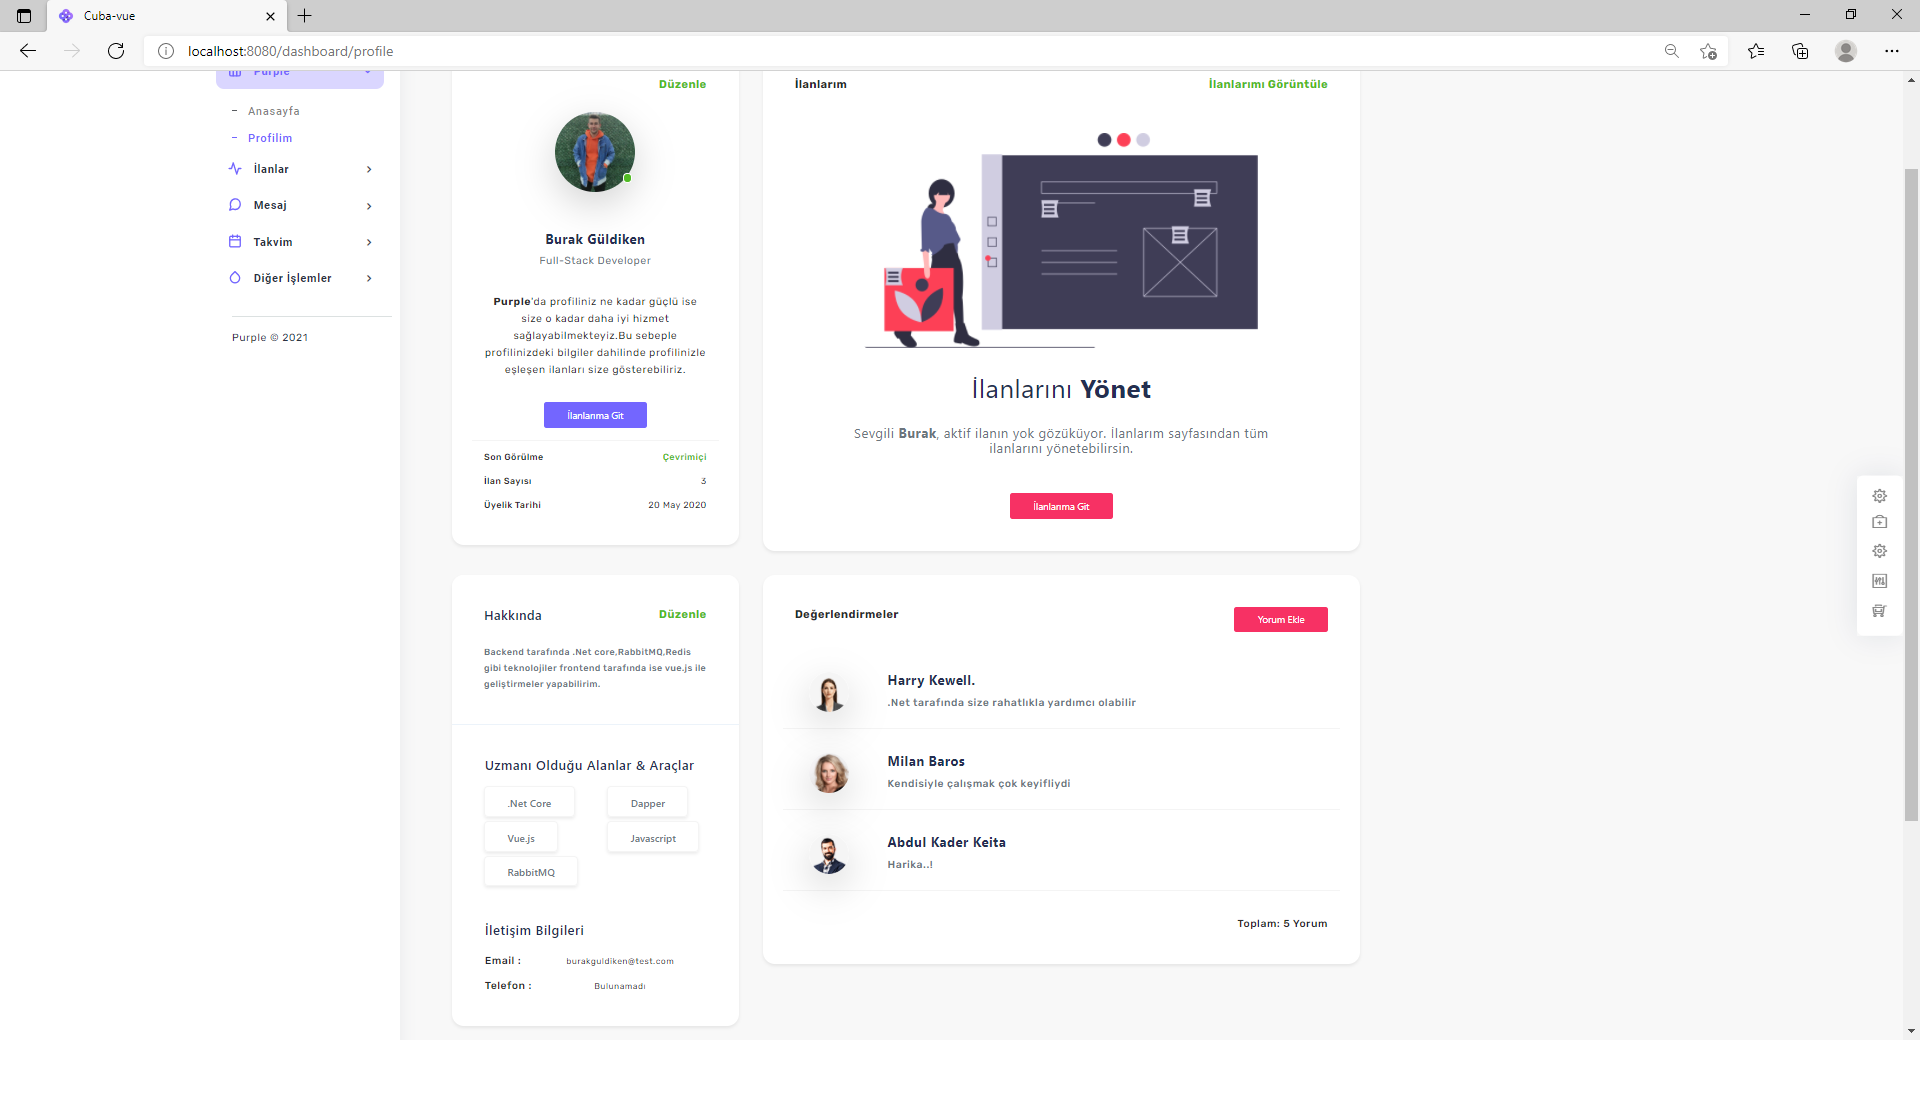 Cuba-vue
localhost:8080/dashboard/profile
Purple
Anasayfa
Profilim
İlanlar
Mesaj
Takvim
Diğer İşlemler
Purple © 2021
Düzenle
Burak Güldiken
Full-Stack Developer
Purple'da profiliniz ne kadar güçlü ise
size o kadar daha iyi hizmet
sağlayabilmekteyiz.Bu sebeple
profilinizdeki bilgiler dahilinde profilinizle
eşleşen ilanları size gösterebiliriz.
İlanlarıma Git
Son Görülme Çevrimiçi
İlan Sayısı 3
Üyelik Tarihi 20 May 2020
İlanlarım İlanlarımı Görüntüle
İlanlarını Yönet
Sevgili Burak, aktif ilanın yok gözüküyor. İlanlarım sayfasından tüm
ilanlarını yönetebilirsin.
İlanlarıma Git
Hakkında Düzenle
Backend tarafında .Net core,RabbitMQ,Redis
gibi teknolojiler frontend tarafında ise vue.js ile
geliştirmeler yapabilirim.
Uzmanı Olduğu Alanlar & Araçlar
.Net Core Dapper
Vue.js Javascript
RabbitMQ
İletişim Bilgileri
Email : burakguldiken@test.com
Telefon : Bulunamadı
Değerlendirmeler Yorum Ekle
Harry Kewell.
.Net tarafında size rahatlıkla yardımcı olabilir
Milan Baros
Kendisiyle çalışmak çok keyifliydi
Abdul Kader Keita
Harika..!
Toplam: 5 Yorum